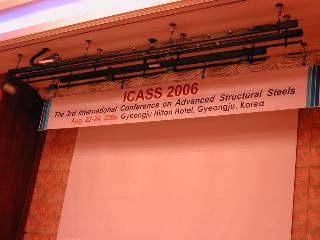 ICASS 2006
The 3rd International Conference on Advanced Structural Steels
Aug. 22-24, 2006 Gyeongju Hilton Hotel, Gyeongju, Korea